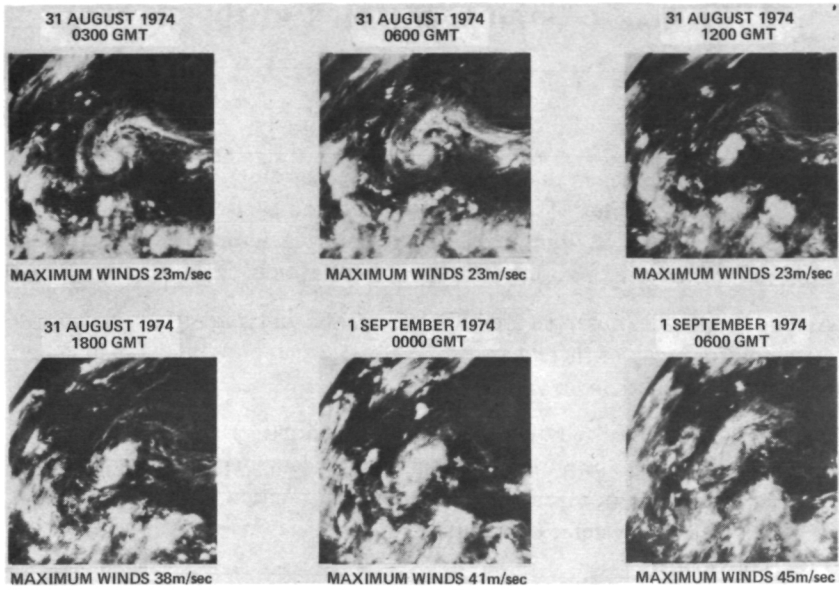 31 AUGUST 1974
0300 GMT
31 AUGUST 1974
0600 GMT
31 AUGUST 1974
1200 GMT
MAXIMUM WINDS 23m/sec
MAXIMUM WINDS 23m/sec
MAXIMUM WINDS 23m/sec
31 AUGUST 1974
1800 GMT
1 SEPTEMBER 1974
0000 GMT
1 SEPTEMBER 1974
0600 GMT
MAXIMUM WINDS 38m/sec
MAXIMUM WINDS 41m/sec
MAXIMUM WINDS 45m/sec